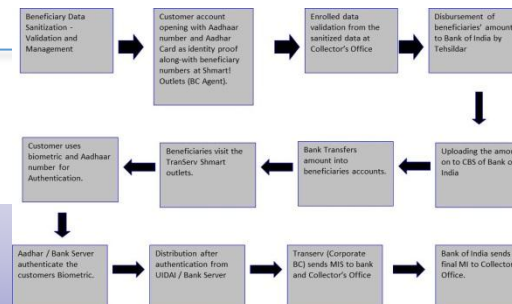 Beneficiary Data
Sanitization -
Validation and
Management
Customer account
opening with Aadhaar
number and Aadhar
Card as identity proof
along-with beneficiary
numbers at Shmart!
Outlets (BC Agent).
Enrolled data
validation from the
sanitized data at
Collector's Office
Disbursement of
beneficiaries' amount
to Bank of India by
Tehsildar
Uploading the
on to CBS of Bank
India
Bank Transfers
amount into
beneficiaries accounts.
Beneficiaries visit the
TranServ Shmart
outlets.
Customer uses
biometric and Aadhaar
number for
Authentication.
Aadhar / Bank Server
authenticate the
customers Biometric.
Distribution after
authentication from
UIDAI / Bank Server
Transerv (Corporate
BC) sends MIS to bank
and Collector's Office
Bank of India sends
final MI to
Office.